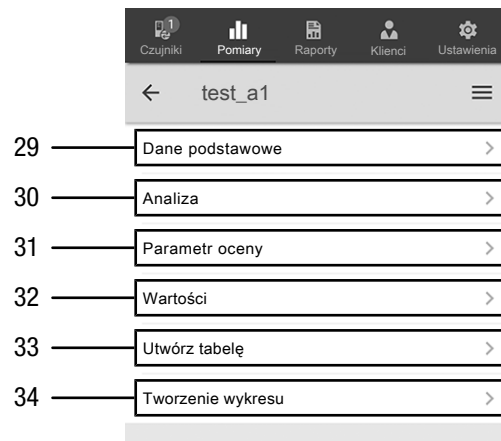 1
Czujniki Pomiary Raporty Klienci Ustawienia
test_a1
29 Dane podstawowe
30 Analiza
31 Parametr oceny
32 Wartości
33 Utwórz tabelę
34 Tworzenie wykresu